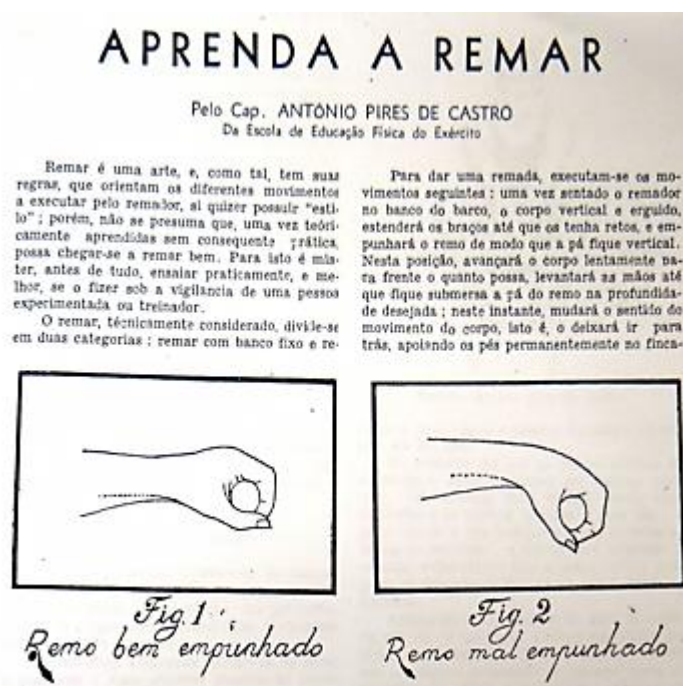 APRENDA A REMAR
Pelo Cap. ANTÓNIO PIRES DE CASTRO
Da Escola de Educação Física do Exército
Remar é uma arte, e, como tal, tem suas
regras, que orientam os diferentes movimentos
a executar pelo remador, si quizer possuir "esti-
lo"; porém, não se presuma que, uma vez teóri-
camente aprendidas sem consequente prática,
possa chegar-se a remar bem. Para isto é mis-
ter, antes de tudo, ensaiar praticamente, e me-
lhor, se o fizer sob a vigilancia de uma pessoa
experimentada ou treinador.
O remar, técnicamente considerado, divide-se
em duas categorias : remar com banco fixo e re-
Para dar uma remada, executam-se os mo-
vimentos seguintes : uma vez sentado o remador
no banco do barco, o corpo vertical e erguido,
estenderá os braços até que os tenha retos, e em-
punhará o remo de modo que a pá fique vertical.
Nesta posição, avançará o corpo lentamente pa-
ra frente o quanto possa, levantará as mãos até
que fique submersa a pá do remo na profundida-
de desejada ; neste instante, mudará o sentido do
movimento do corpo, isto é, o deixará ir para
trás, apoiando os pés permanentemente no finca-
Fig. 1
Remo bem empunhado
Fig. 2
Remo mal empunhado